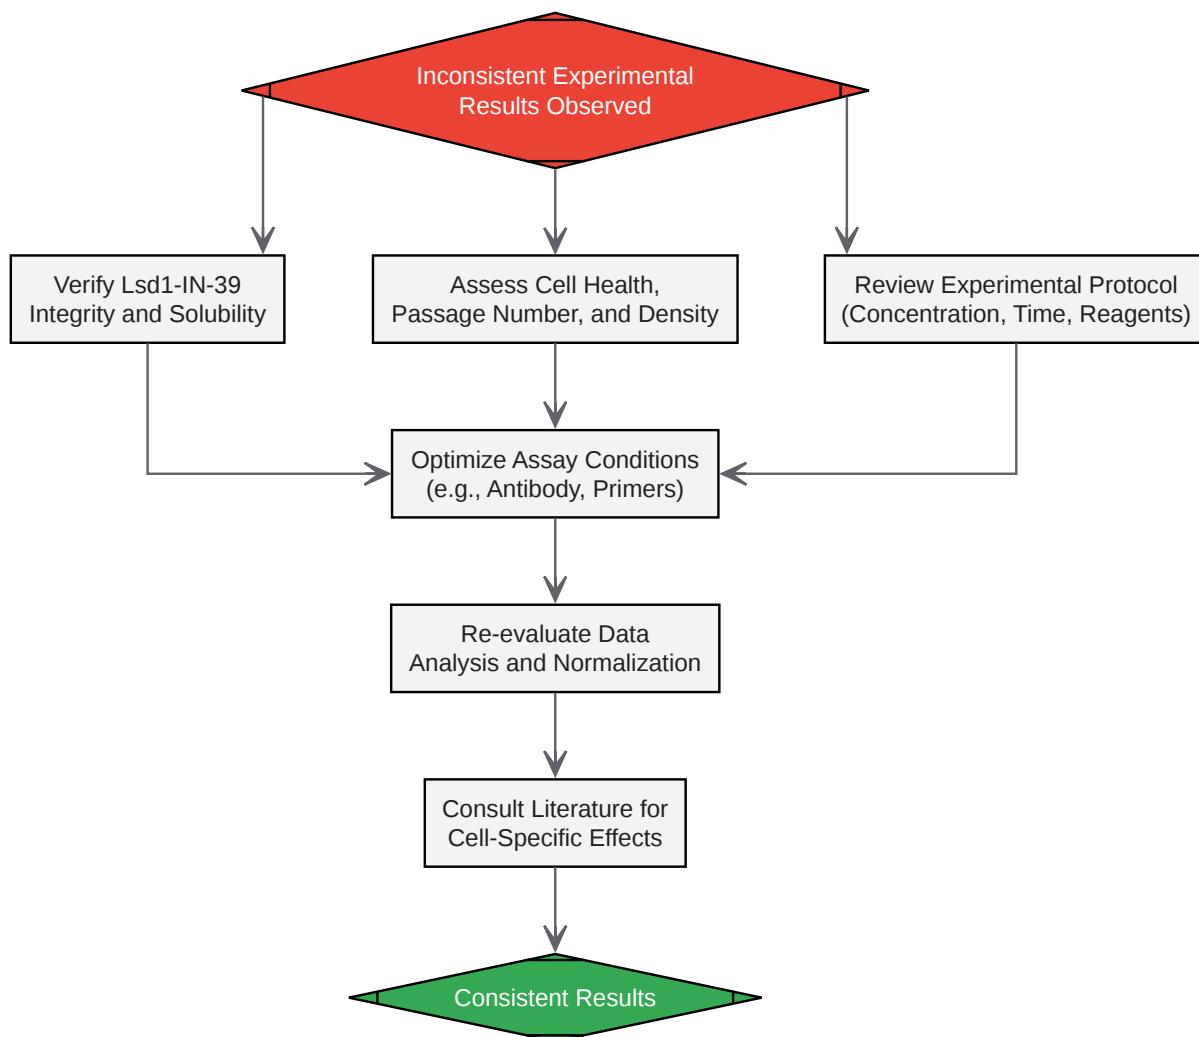 Inconsistent Experimental
Results Observed
Verify Lsd1-IN-39
Integrity and Solubility
Assess Cell Health,
Passage Number, and Density
Review Experimental Protocol
(Concentration, Time, Reagents)
Optimize Assay Conditions
(e.g., Antibody, Primers)
Re-evaluate Data
Analysis and Normalization
Consult Literature for
Cell-Specific Effects
Consistent Results